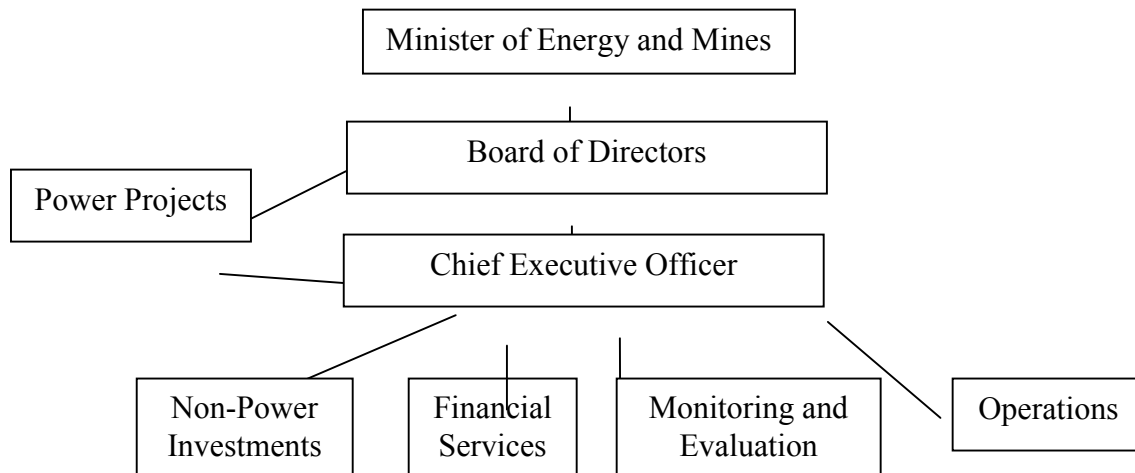 Minister of Energy and Mines
Board of Directors
Power Projects
Chief Executive Officer
Non-Power
Investments
Financial
Services
Monitoring and
Evaluation
Operations